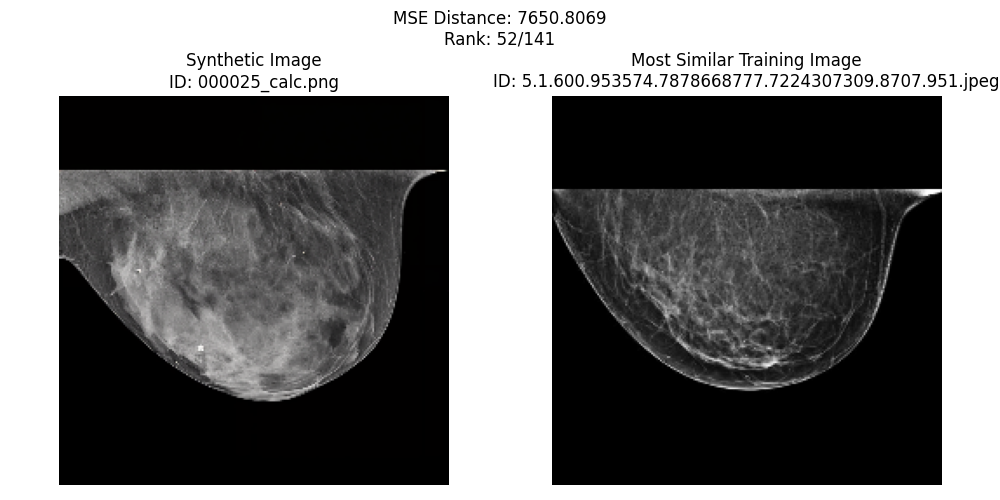 MSE Distance: 7650.8069
Rank: 52/141
Synthetic Image
ID: 000025_calc.png
Most Similar Training Image
ID: 5.1.600.953574.7878668777.7224307309.8707.951.jpeg